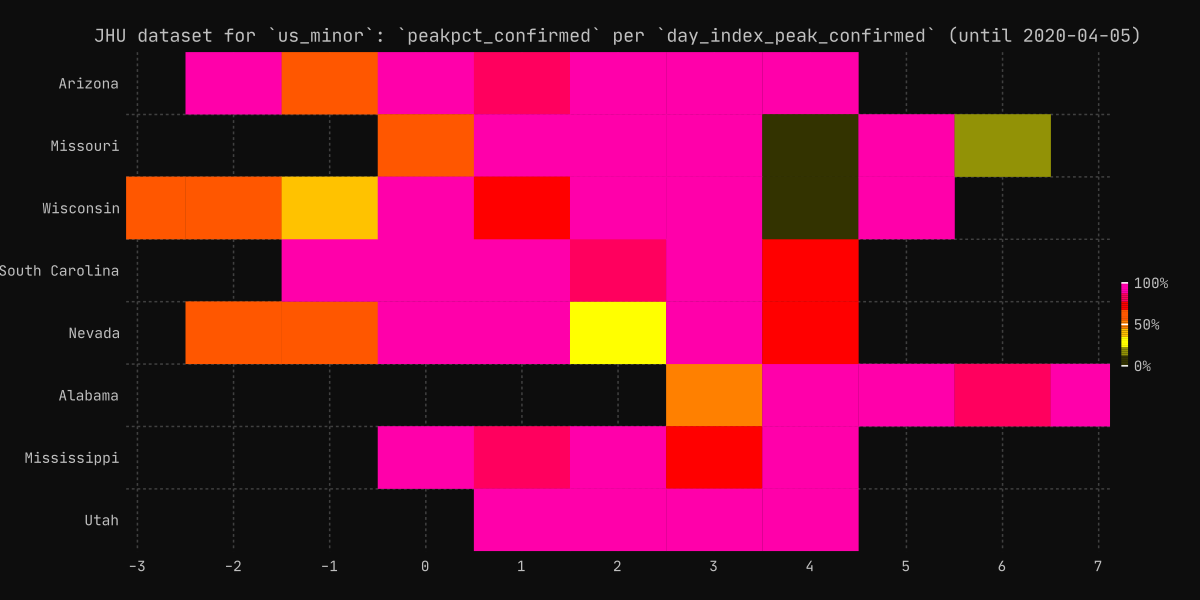 JHU dataset for `us_minor`: `peakpct_confirmed` per `day_index_peak_confirmed` (until 2020-04-05)
Arizona
Missouri
Wisconsin
South Carolina
Nevada
Alabama
Mississippi
Utah
100%
50%
0%
-3 -2 -1 0 1 2 3 4 5 6 7